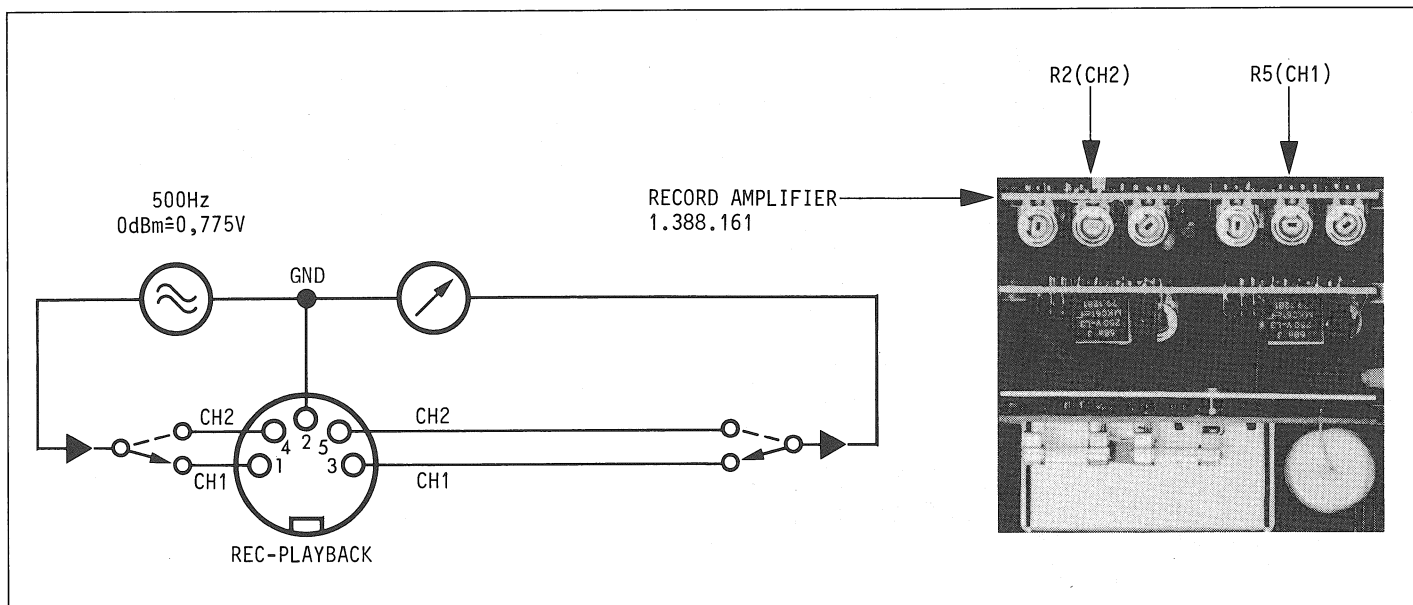 R2(CH2)
R5(CH1)
500Hz
0dBm≙0,775V
RECORD AMPLIFIER
1.388.161
GND
CH2
CH2
4
2
5
1
3
CH1
CH1
REC-PLAYBACK